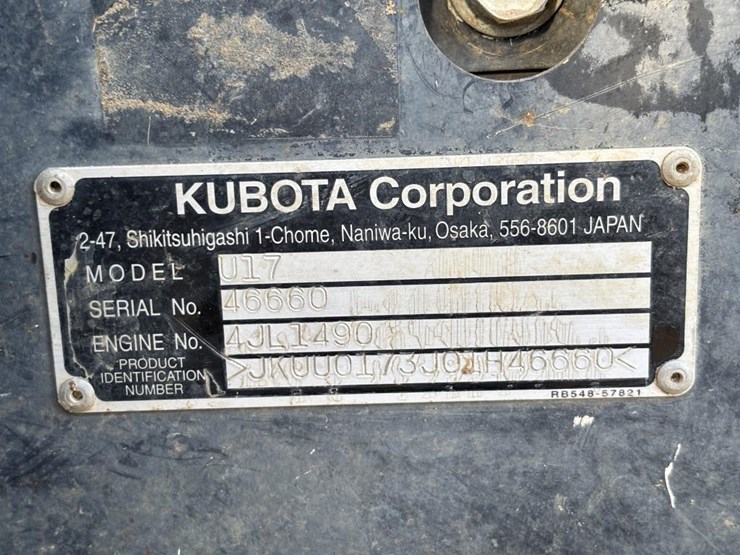 KUBOTA Corporation
2-47, Shikitsuhigashi 1-Chome, Naniwa-ku, Osaka, 556-8601 JAPAN
MODEL U17
SERIAL No. 46660
ENGINE No. 4JL1490
PRODUCT
IDENTIFICATION >JKUU0173J01H46660<
NUMBER
RB548-57821